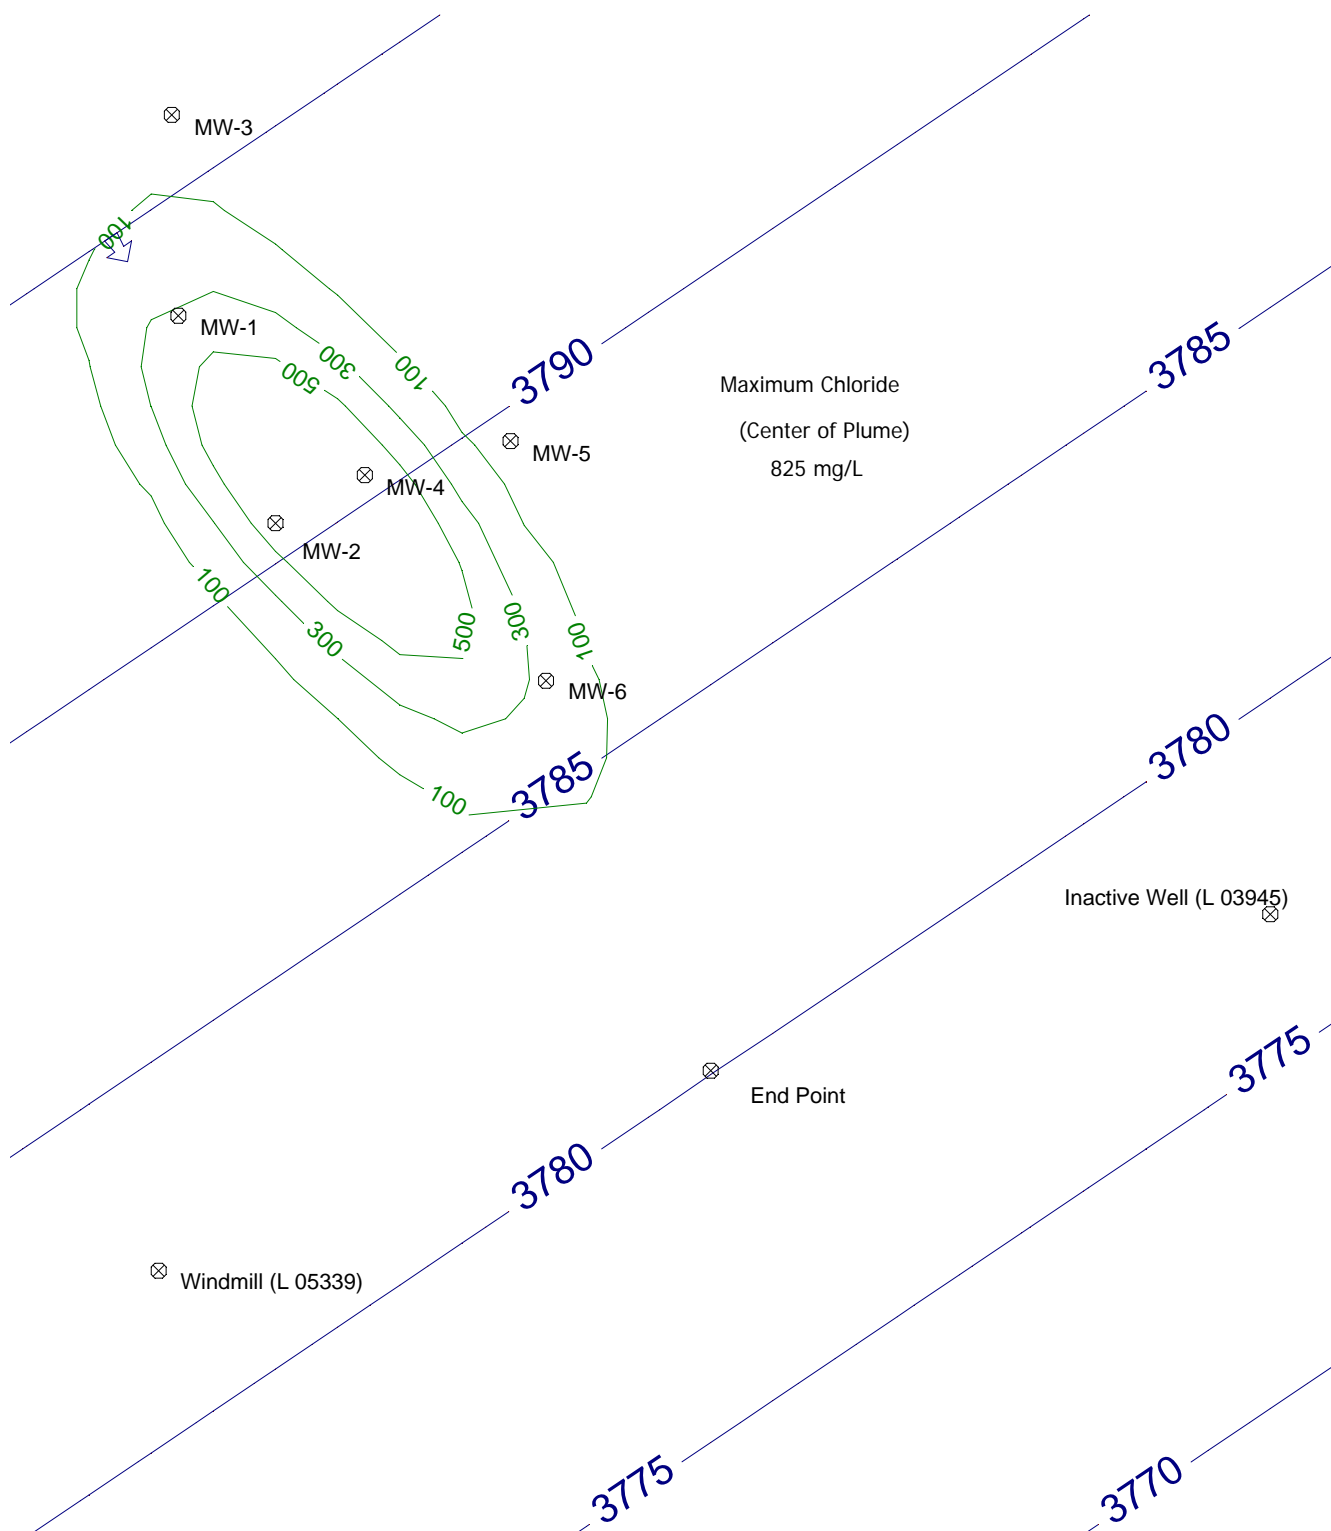 MW-3
100
MW-1
3790
3785
300
100
500
Maximum Chloride
(Center of Plume)
825 mg/L
MW-5
MW-4
MW-2
100
300
500
300
100
MW-6
3785
100
3780
Inactive Well (L 03945)
3775
End Point
3780
Windmill (L 05339)
3775
3770